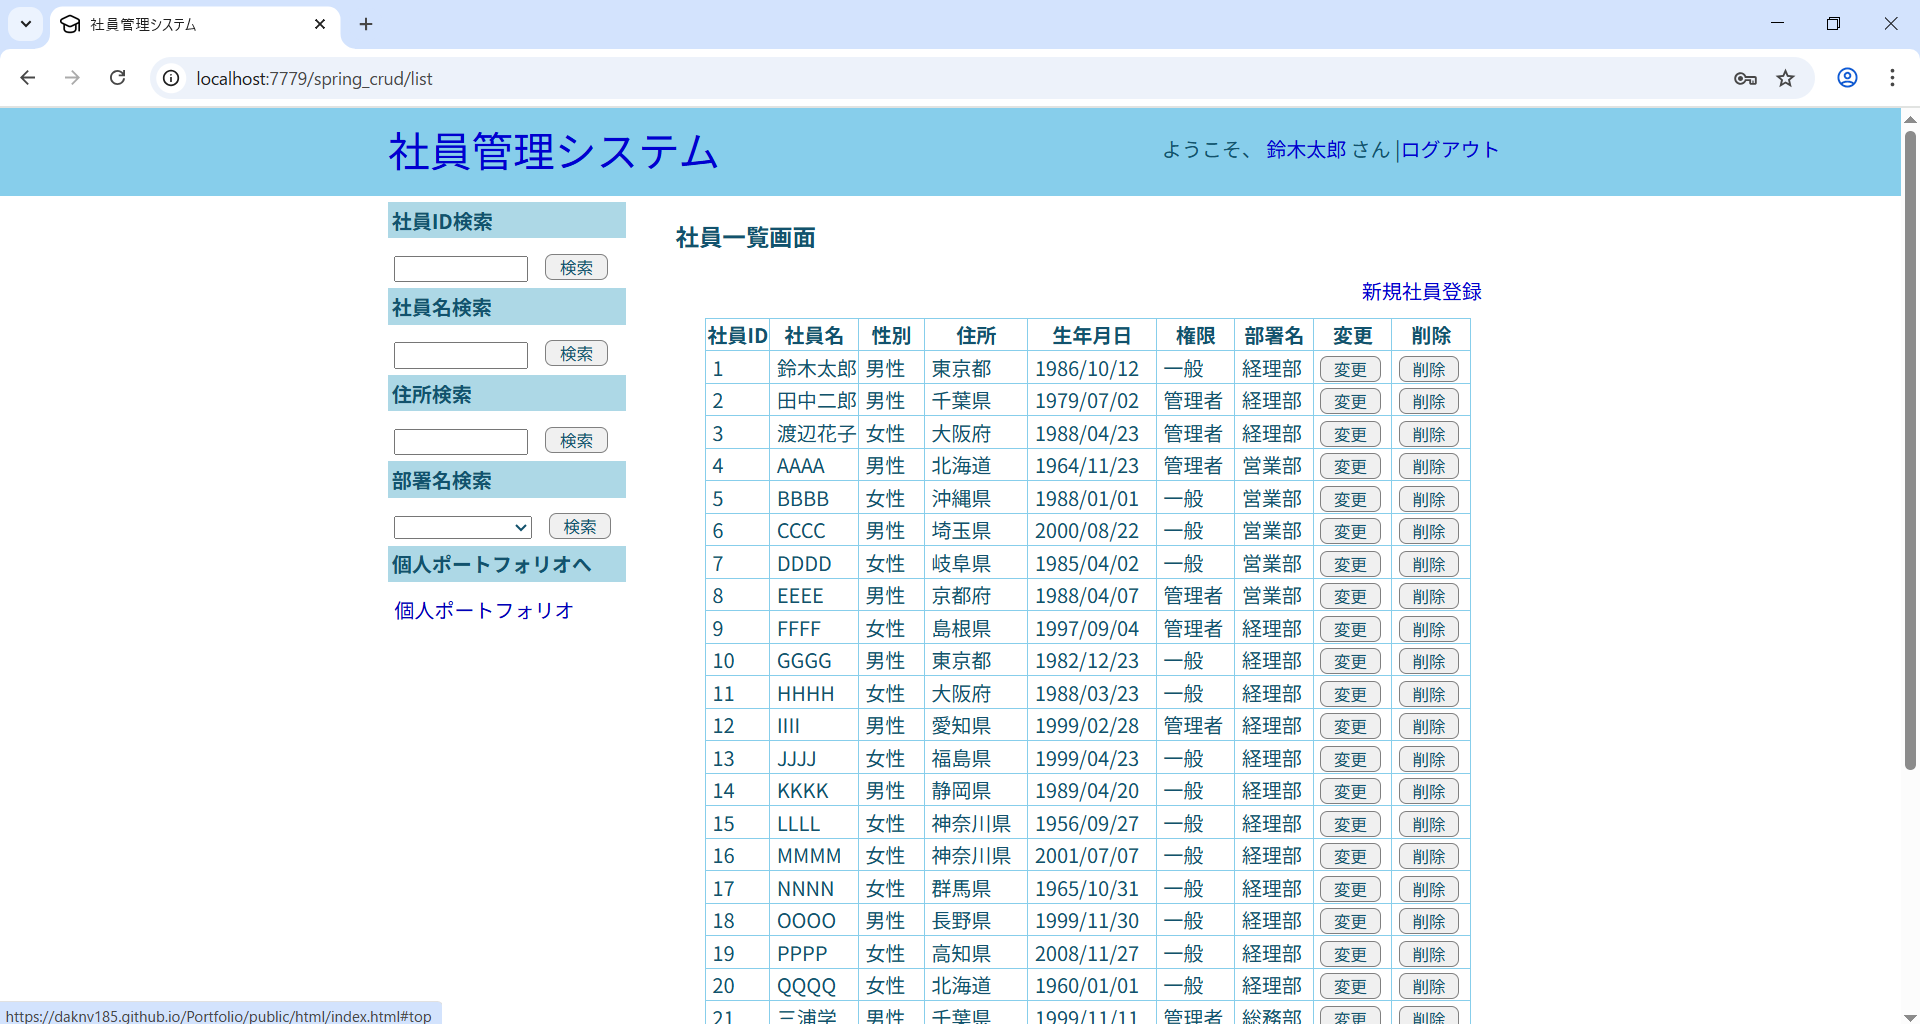 社員管理システム
localhost:7779/spring_crud/list
社員管理システム
ようこそ、 鈴木太郎 さん |ログアウト
社員ID検索
検索
社員名検索
検索
住所検索
検索
部署名検索
検索
個人ポートフォリオへ
個人ポートフォリオ
社員一覧画面
新規社員登録
社員ID 社員名 性別 住所 生年月日 権限 部署名 変更 削除
1 鈴木太郎 男性 東京都 1986/10/12 一般 経理部 変更 削除
2 田中二郎 男性 千葉県 1979/07/02 管理者 経理部 変更 削除
3 渡辺花子 女性 大阪府 1988/04/23 管理者 経理部 変更 削除
4 AAAA 男性 北海道 1964/11/23 管理者 営業部 変更 削除
5 BBBB 女性 沖縄県 1988/01/01 一般 営業部 変更 削除
6 CCCC 男性 埼玉県 2000/08/22 一般 営業部 変更 削除
7 DDDD 女性 岐阜県 1985/04/02 一般 営業部 変更 削除
8 EEEE 男性 京都府 1988/04/07 管理者 営業部 変更 削除
9 FFFF 女性 島根県 1997/09/04 管理者 経理部 変更 削除
10 GGGG 男性 東京都 1982/12/23 一般 経理部 変更 削除
11 HHHH 女性 大阪府 1988/03/23 一般 経理部 変更 削除
12 IIII 男性 愛知県 1999/02/28 管理者 経理部 変更 削除
13 JJJJ 女性 福島県 1999/04/23 一般 経理部 変更 削除
14 KKKK 男性 静岡県 1989/04/20 一般 経理部 変更 削除
15 LLLL 女性 神奈川県 1956/09/27 一般 経理部 変更 削除
16 MMMM 女性 神奈川県 2001/07/07 一般 経理部 変更 削除
17 NNNN 女性 群馬県 1965/10/31 一般 経理部 変更 削除
18 OOOO 男性 長野県 1999/11/30 一般 経理部 変更 削除
19 PPPP 女性 高知県 2008/11/27 一般 経理部 変更 削除
20 QQQQ 女性 北海道 1960/01/01 一般 経理部 変更 削除
21 三浦学 男性 千葉県 1999/11/11 管理者 総務部 変更 削除
https://daknv185.github.io/Portfolio/public/html/index.html#top